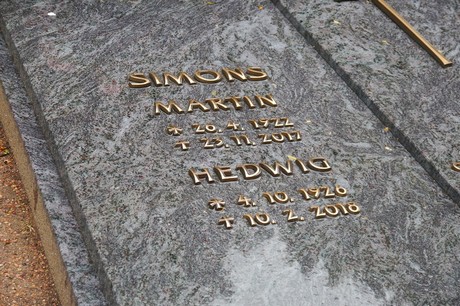 SIMONS
MARTIN
* 20. 4. 1922
† 23. 11. 2017
HEDWIG
* 4. 10. 1926
† 10. 2. 2016